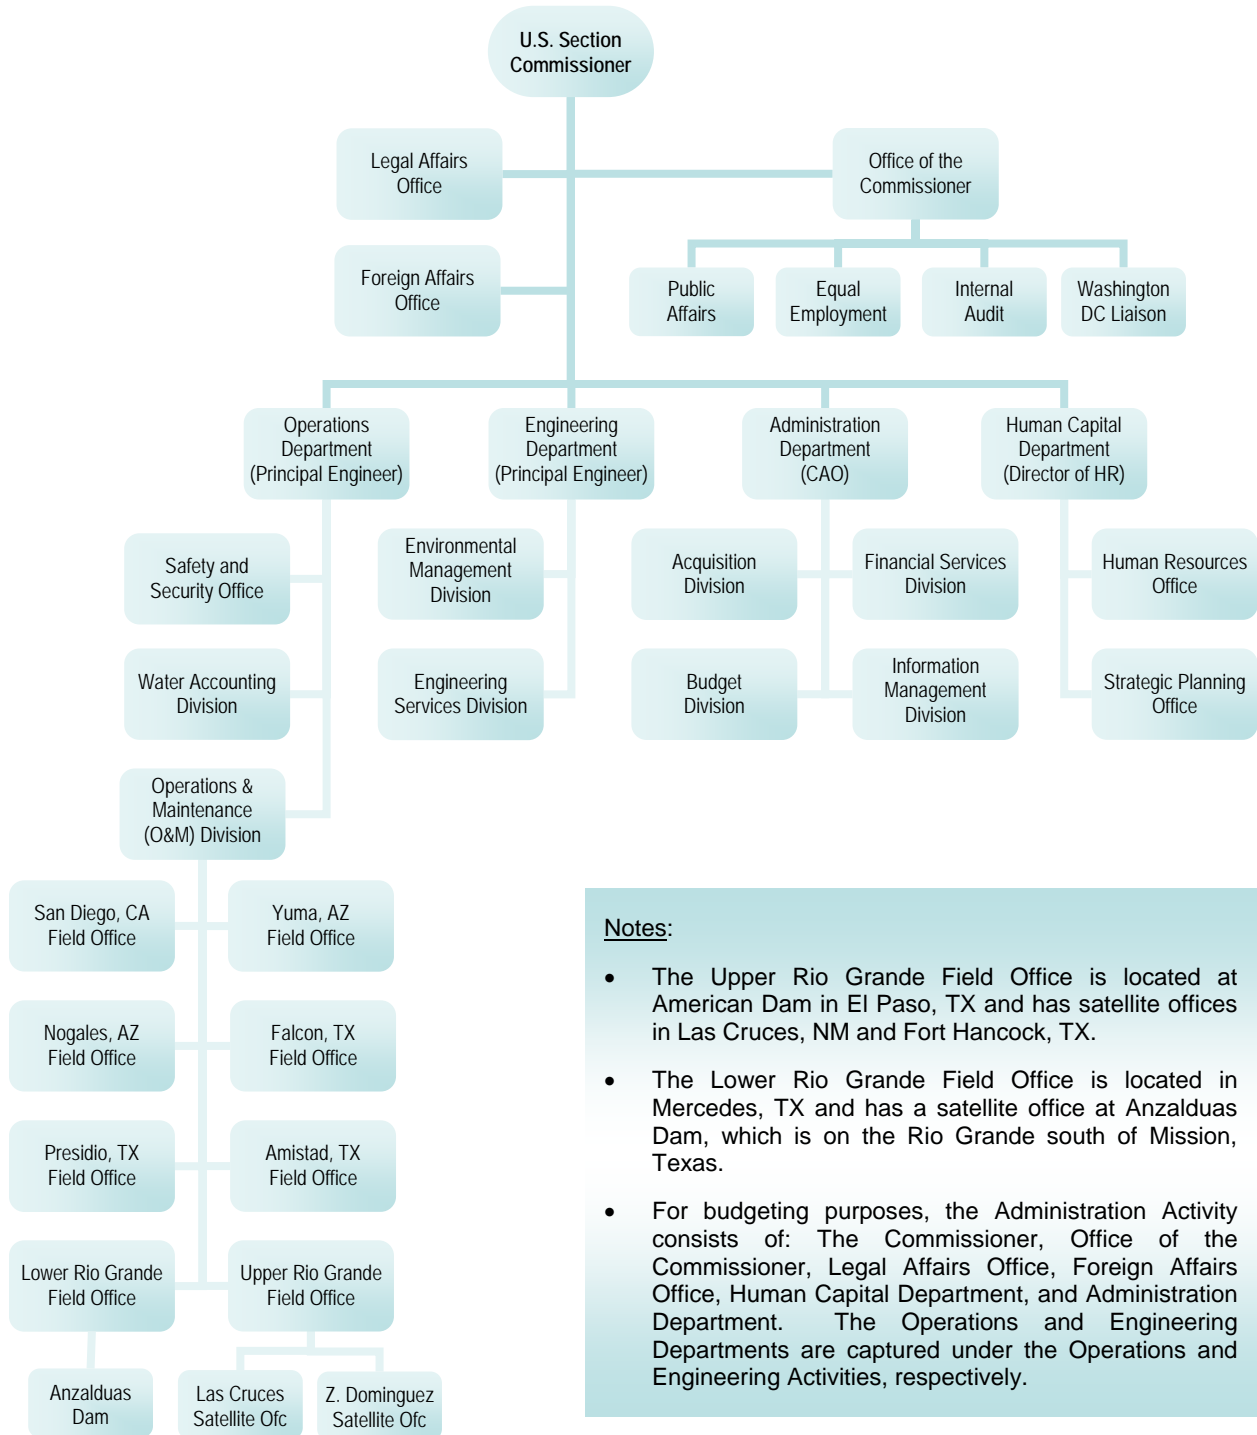 U.S. Section
Commissioner
Legal Affairs
Office
Office of the
Commissioner
Foreign Affairs
Office
Public
Affairs
Equal
Employment
Internal
Audit
Washington
DC Liaison
Operations
Department
(Principal Engineer)
Engineering
Department
(Principal Engineer)
Administration
Department
(CAO)
Human Capital
Department
(Director of HR)
Safety and
Security Office
Environmental
Management
Division
Acquisition
Division
Financial Services
Division
Human Resources
Office
Water Accounting
Division
Engineering
Services Division
Budget
Division
Information
Management
Division
Strategic Planning
Office
Operations &
Maintenance
(O&M) Division
San Diego, CA
Field Office
Yuma, AZ
Field Office
Nogales, AZ
Field Office
Falcon, TX
Field Office
Presidio, TX
Field Office
Amistad, TX
Field Office
Lower Rio Grande
Field Office
Upper Rio Grande
Field Office
Anzalduas
Dam
Las Cruces
Satellite Ofc
Z. Dominguez
Satellite Ofc
Notes:
• The Upper Rio Grande Field Office is located at
American Dam in El Paso, TX and has satellite offices
in Las Cruces, NM and Fort Hancock, TX.
• The Lower Rio Grande Field Office is located in
Mercedes, TX and has a satellite office at Anzalduas
Dam, which is on the Rio Grande south of Mission,
Texas.
• For budgeting purposes, the Administration Activity
consists of: The Commissioner, Office of the
Commissioner, Legal Affairs Office, Foreign Affairs
Office, Human Capital Department, and Administration
Department. The Operations and Engineering
Departments are captured under the Operations and
Engineering Activities, respectively.